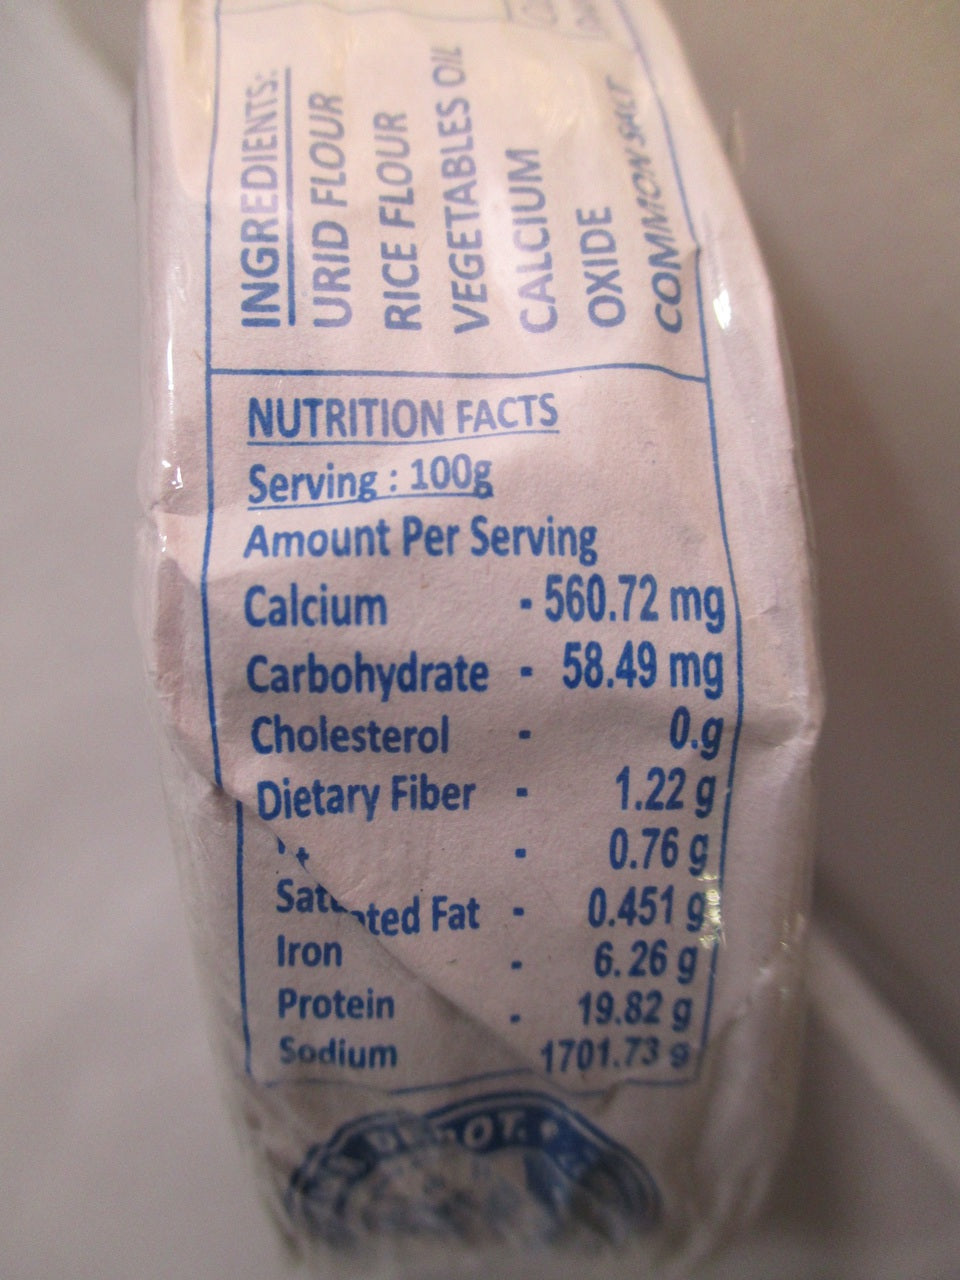 INGREDIENTS:
URID FLOUR
RICE FLOUR
VEGETABLES OIL
CALCIUM
OXIDE
COMMON SALT
NUTRITION FACTS
Serving : 100g
Amount Per Serving
Calcium - 560.72 mg
Carbohydrate - 58.49 mg
Cholesterol - 0.g
Dietary Fiber - 1.22 g
- 0.76 g
Saturated Fat - 0.451 g
Iron - 6.26 g
Protein - 19.82 g
Sodium 1701.73 g